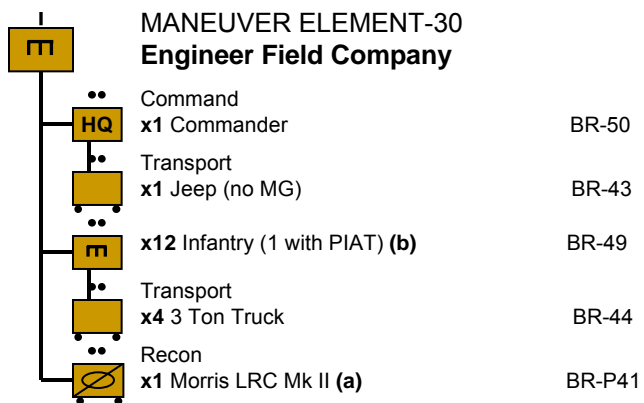 MANEUVER ELEMENT-30
Engineer Field Company
Command
HQ x1 Commander BR-50
Transport
x1 Jeep (no MG) BR-43
x12 Infantry (1 with PIAT) (b) BR-49
Transport
x4 3 Ton Truck BR-44
Recon
x1 Morris LRC Mk II (a) BR-P41